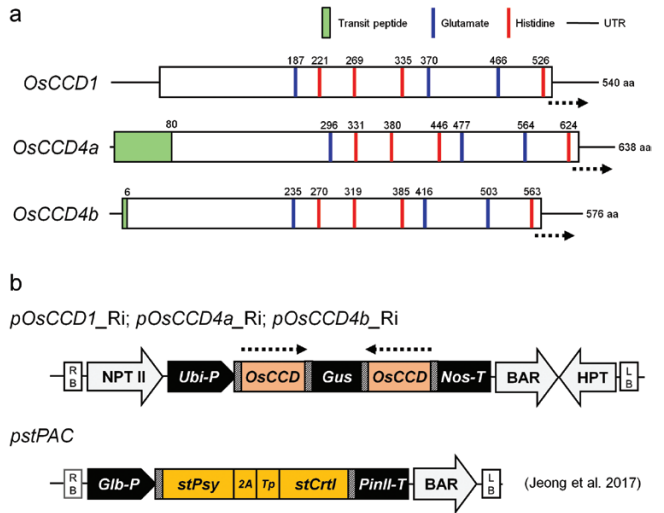 a
Transit peptide Glutamate Histidine UTR
187 221 269 335 370 466 526
OsCCD1 540 aa
80 296 331 380 446 477 564 624
OsCCD4a 638 aa
6 235 270 319 385 416 503 563
OsCCD4b 576 aa
b
pOsCCD1_Ri; pOsCCD4a_Ri; pOsCCD4b_Ri
RB NPT II Ubi-P OsCCD Gus OsCCD Nos-T BAR HPT LB
pstPAC
RB Glb-P stPsy 2A Tp stCrtI PinII-T BAR LB (Jeong et al. 2017)